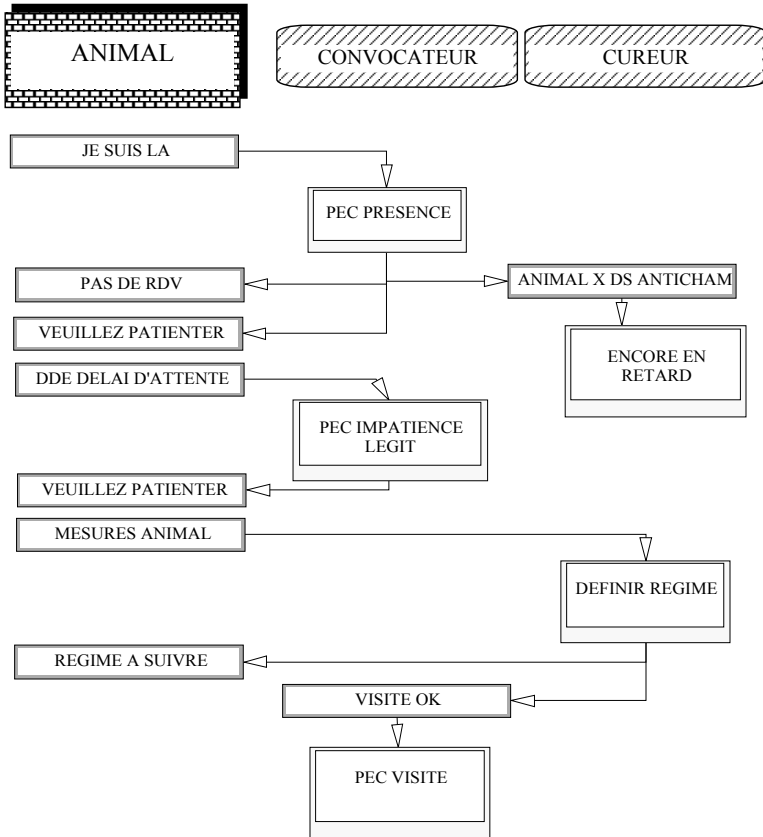 ANIMAL
CONVOCATEUR
CUREUR
JE SUIS LA
PEC PRESENCE
PAS DE RDV
ANIMAL X DS ANTICHAM
VEUILLEZ PATIENTER
ENCORE EN
RETARD
DDE DELAI D'ATTENTE
PEC IMPATIENCE
LEGIT
VEUILLEZ PATIENTER
MESURES ANIMAL
DEFINIR REGIME
REGIME A SUIVRE
VISITE OK
PEC VISITE